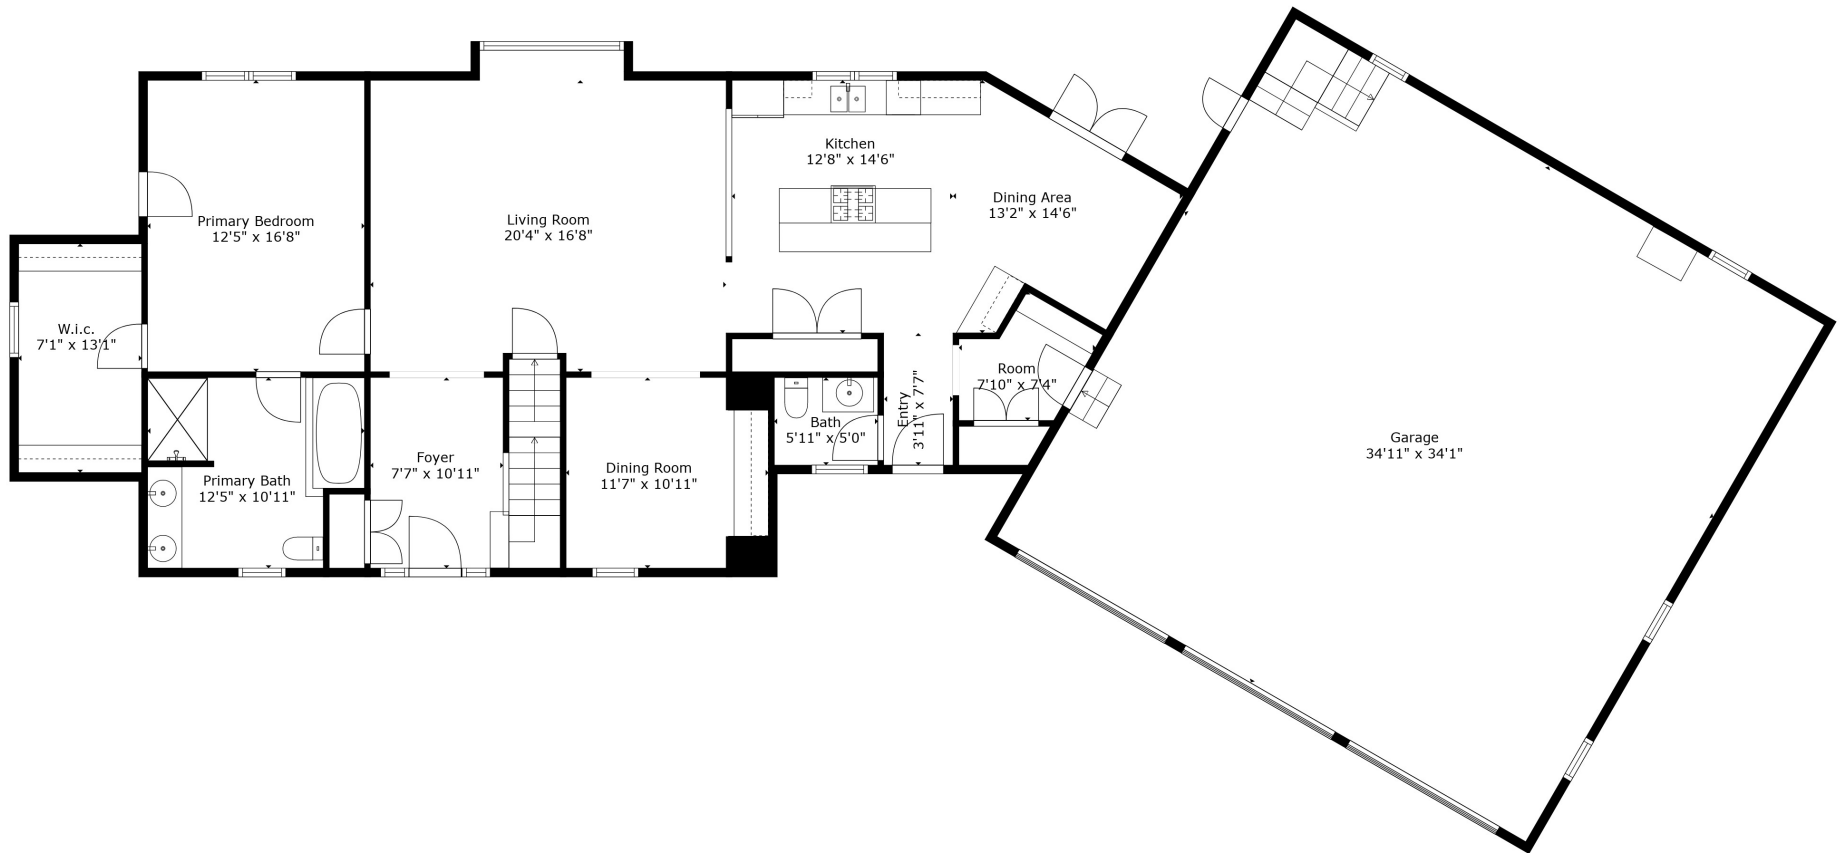 Primary Bedroom
12'5" x 16'8"
W.i.c.
7'1" x 13'1"
Primary Bath
12'5" x 10'11"
Living Room
20'4" x 16'8"
Foyer
7'7" x 10'11"
Dining Room
11'7" x 10'11"
Kitchen
12'8" x 14'6"
Dining Area
13'2" x 14'6"
Bath
5'11" x 5'0"
Entry
3'11" x 7'7"
Room
7'10" x 7'4"
Garage
34'11" x 34'1"